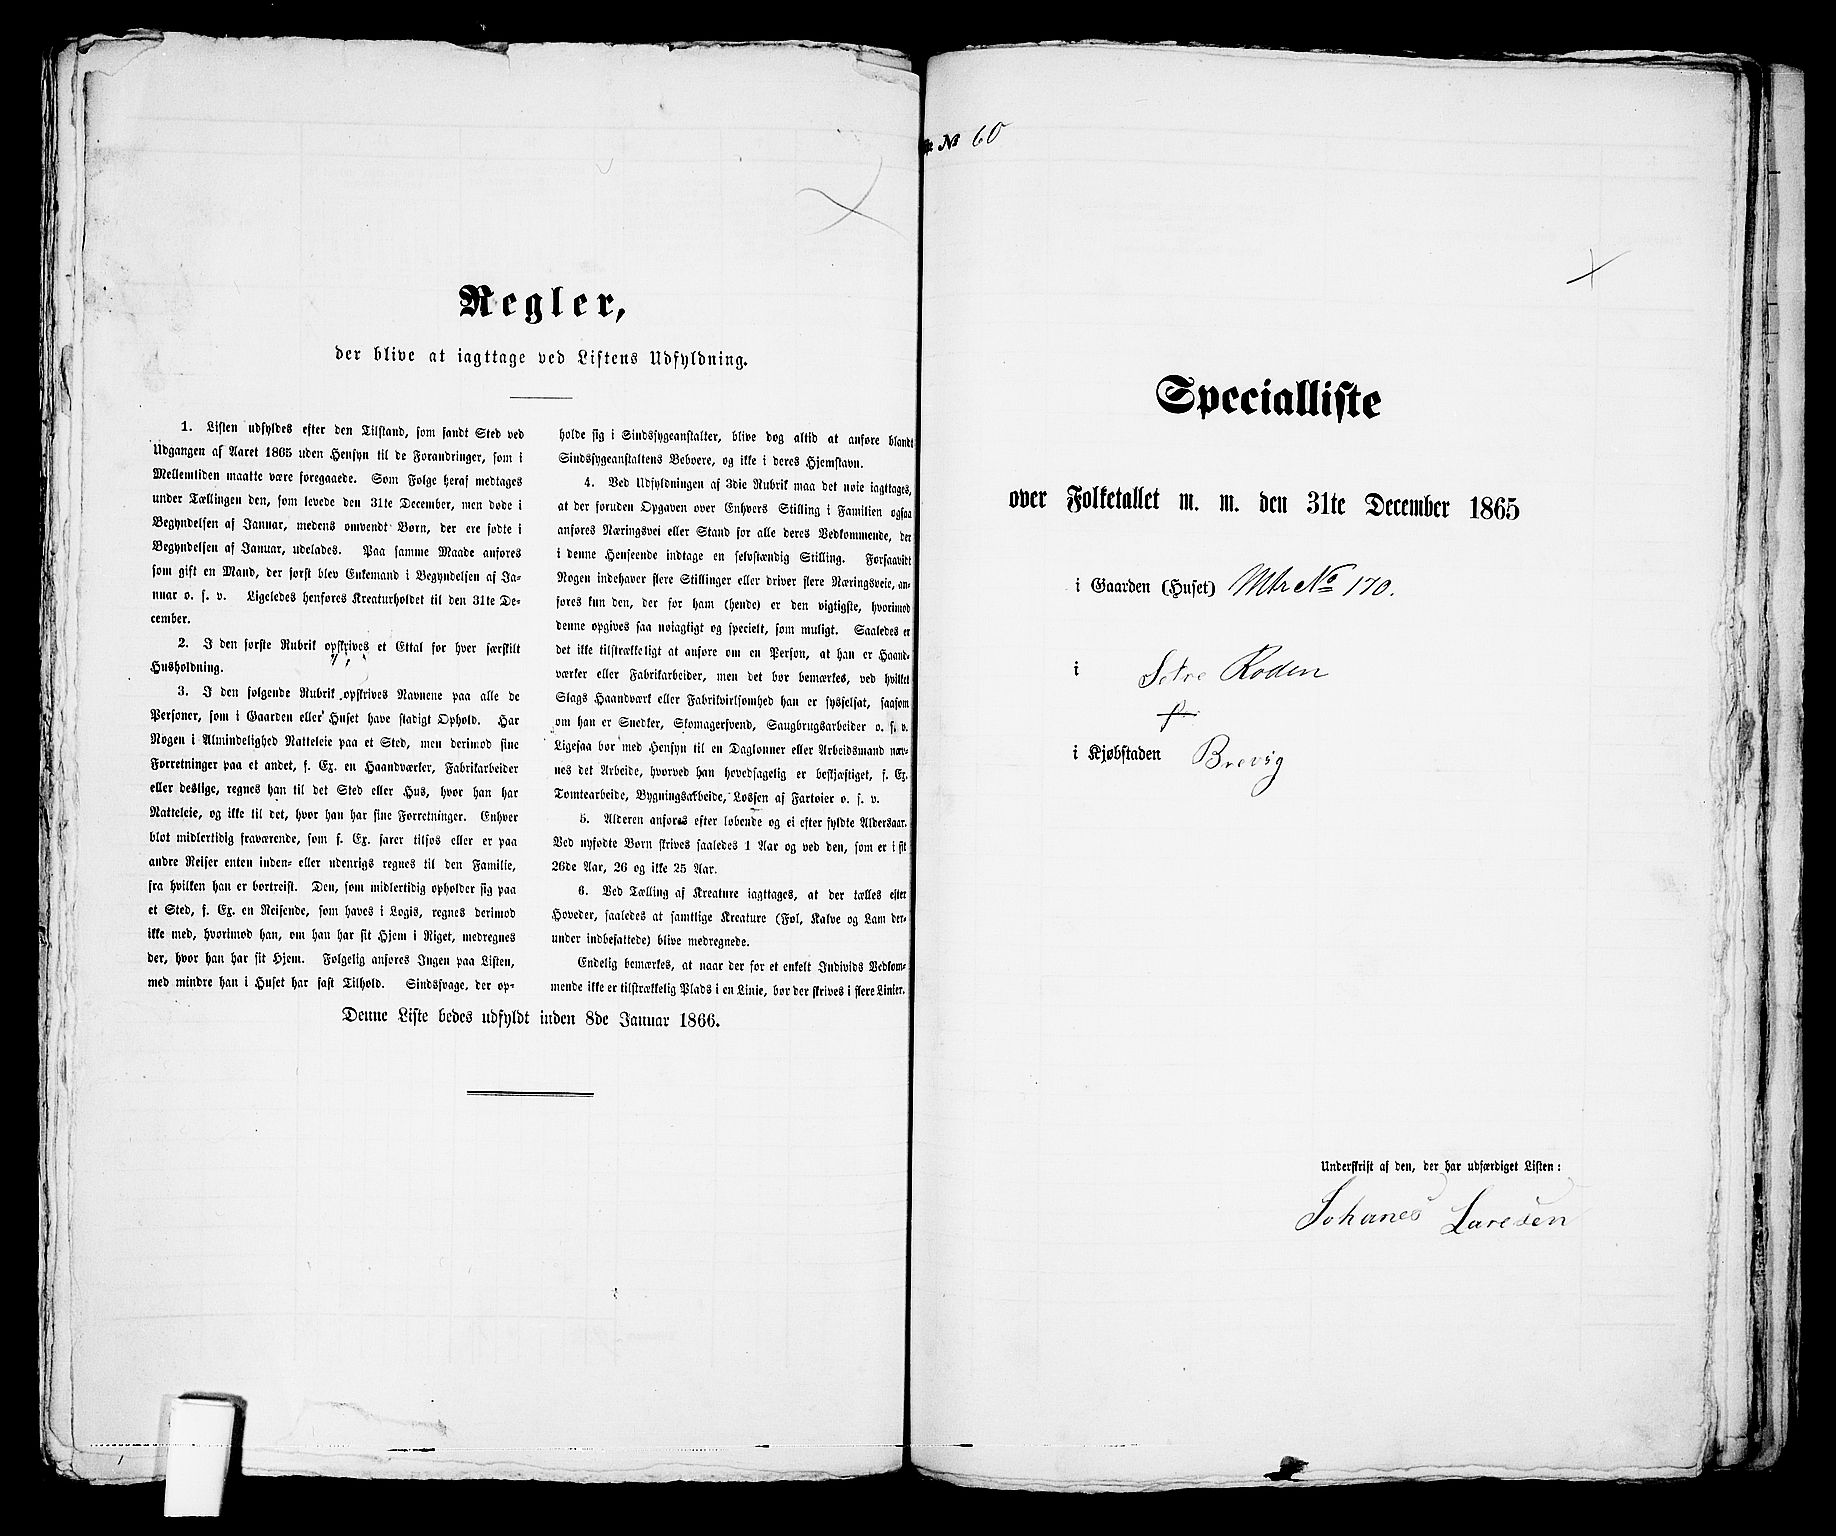 Regler,
der blive at iagttage ved Listens Udfyldning.
1. Listen udfyldes efter den Tilstand, som fandt Sted ved
Udgangen af Aaret 1865 uden Hensyn til de Forandringer, som i
Mellemtiden maatte være foregaaede. Som Følge heraf medtages
under Tællingen den, som levede den 31te December, men døde i
Begyndelsen af Januar, medens omvendt Børn, der ere fødte i
Begyndelsen af Januar, udelades. Paa samme Maade anføres
som gift en Mand, der først blev Enkemand i Begyndelsen af Ja-
nuar o. s. v. Ligeledes henføres Kreaturholdet til den 31te De-
cember.
2. I den første Rubrik opskrives et Ettal for hver særskilt
Husholdning.
3. I den følgende Rubrik opskrives Navnene paa alle de
Personer, som i Gaarden eller Huset have stadigt Ophold. Har
Nogen i Almindelighed Natteleie paa et Sted, men derimod sine
Forretninger paa et andet, f. Ex. en Haandværker, Fabrikarbeider
eller deslige, regnes han til det Sted eller Hus, hvor han har
Natteleie, og ikke til det, hvor han har sine Forretninger. Enhver
blot midlertidig fraværende, som f. Ex. farer tilsøs eller er paa
andre Reiser enten inden- eller udenrigs regnes til den Familie,
fra hvilken han er bortreist. Den, som midlertidig opholder sig paa
et Sted, f. Ex. en Reisende, som haves i Logis, regnes derimod
ikke med, hvorimod han, om han har sit Hjem i Riget, medregnes
der, hvor han har sit Hjem. Følgelig anføres Ingen paa Listen,
med mindre han i Huset har fast Tilhold. Sindssvage, der op-
holde sig i Sindssygeanstalter, blive dog altid at anføre blandt
Sindssygeanstaltens Beboere, og ikke i deres Hjemstavn.
4. Ved Udfyldningen af 3die Rubrik maa det nøie iagttages,
at der foruden Opgaven over Enhvers Stilling i Familien ogsaa
anføres Næringsvei eller Stand for alle deres Vedkommende, der
i denne Henseende indtage en selvstændig Stilling. Forsaavidt
Nogen indehaver flere Stillinger eller driver flere Næringsveie, an-
føres kun den, der for ham (hende) er den vigtigste, hvorimod
denne opgives saa nøiagtigt og specielt, som muligt. Saaledes er
det ikke tilstrækkeligt at anføre om en Person, at han er Haand-
værker eller Fabrikarbeider, men det bør bemærkes, ved hvilket
Slags Haandværk eller Fabrikvirksomhed han er sysselsat, saasom
om han er Snedker, Skomagersvend, Saugbrugsarbeider o. s. v.
Ligesaa bør med Hensyn til en Daglønner eller Arbeidsmand næv-
nes det Arbeide, hvorved han hovedsagelig er beskjæftiget, f. Ex.
Tomtearbeide, Bygningsarbeide, Lossen af Fartøier o. s. v.
5. Alderen anføres efter løbende og ei efter fyldte Aldersaar.
Ved nyfødte Børn skrives saaledes 1 Aar og ved den, som er i sit
26de Aar, 26 og ikke 25 Aar.
6. Ved Tælling af Kreature iagttages, at der tælles efter
Hoveder, saaledes at samtlige Kreature (Føl, Kalve og Lam der-
under indbefattede) blive medregnede.
Endelig bemærkes, at naar der for et enkelt Individs Vedkom-
mende ikke er tilstrækkelig Plads i en Linie, bør der skrives i flere Linier.
Denne Liste bedes udfyldt inden 8de Januar 1866.
№ 60
Specialliste
over Folketallet m. m. den 31te December 1865
i Gaarden (Huset) Mtr No 170.
i Setre Roden
i Kjøbstaden Brevig
Underskrift af den, der har udfærdiget Listen:
Johanes Laresen